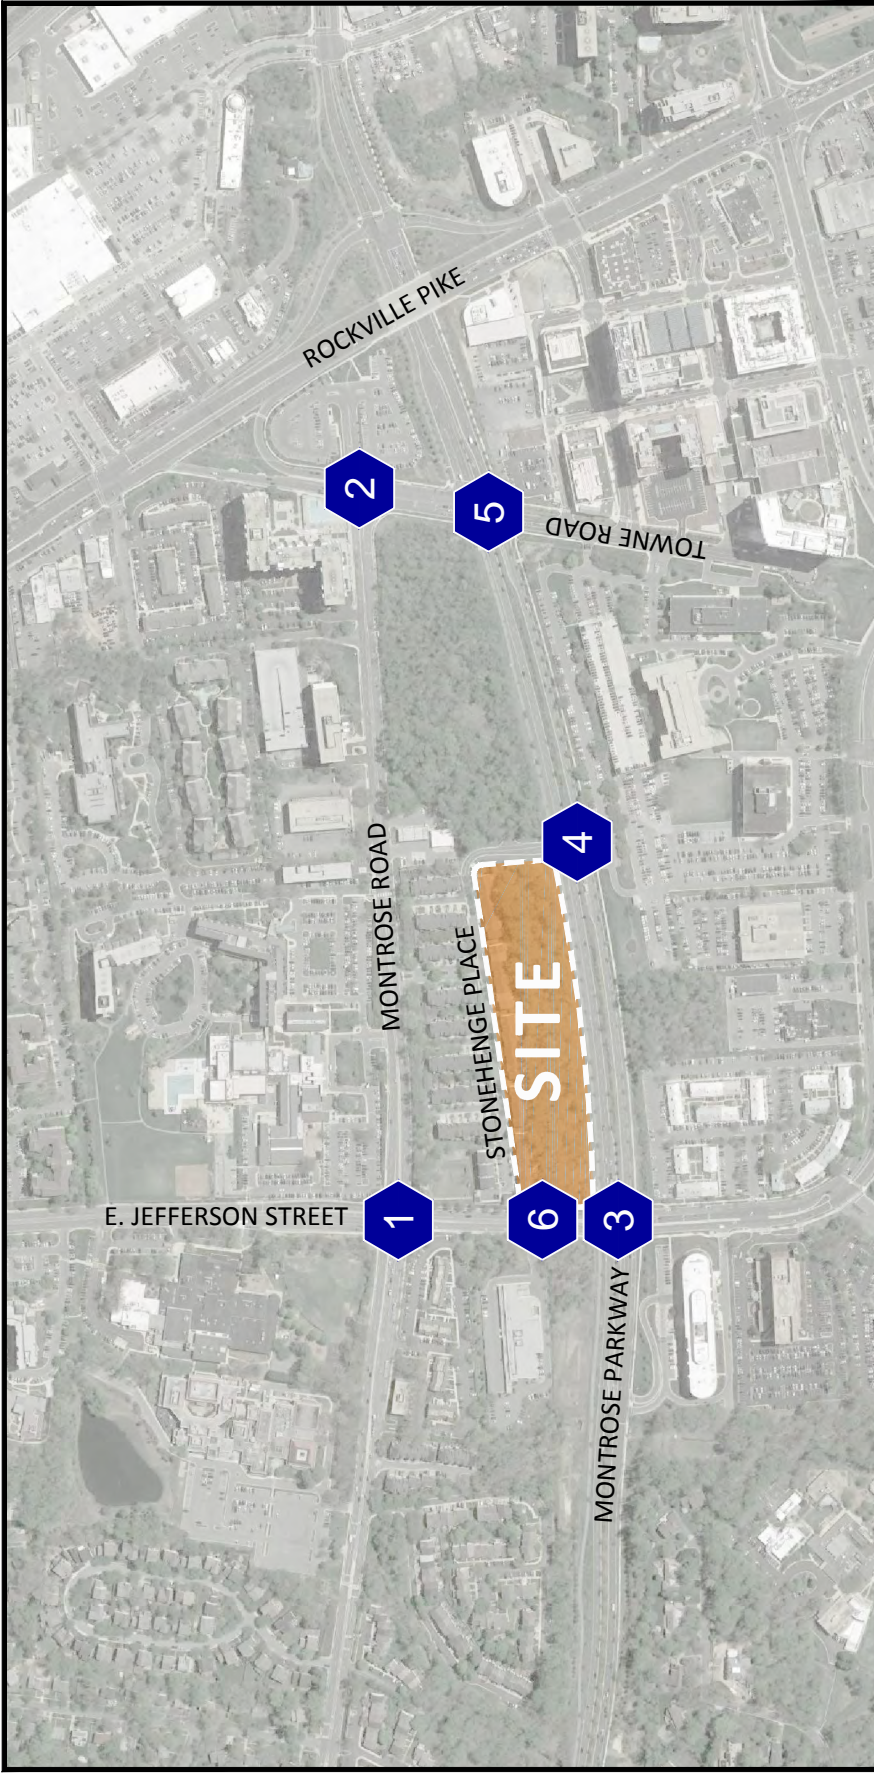 ROCKVILLE PIKE
2
5
TOWNE ROAD
MONTROSE ROAD
4
STONEHENGE PLACE
SITE
E. JEFFERSON STREET
1
6
3
MONTROSE PARKWAY